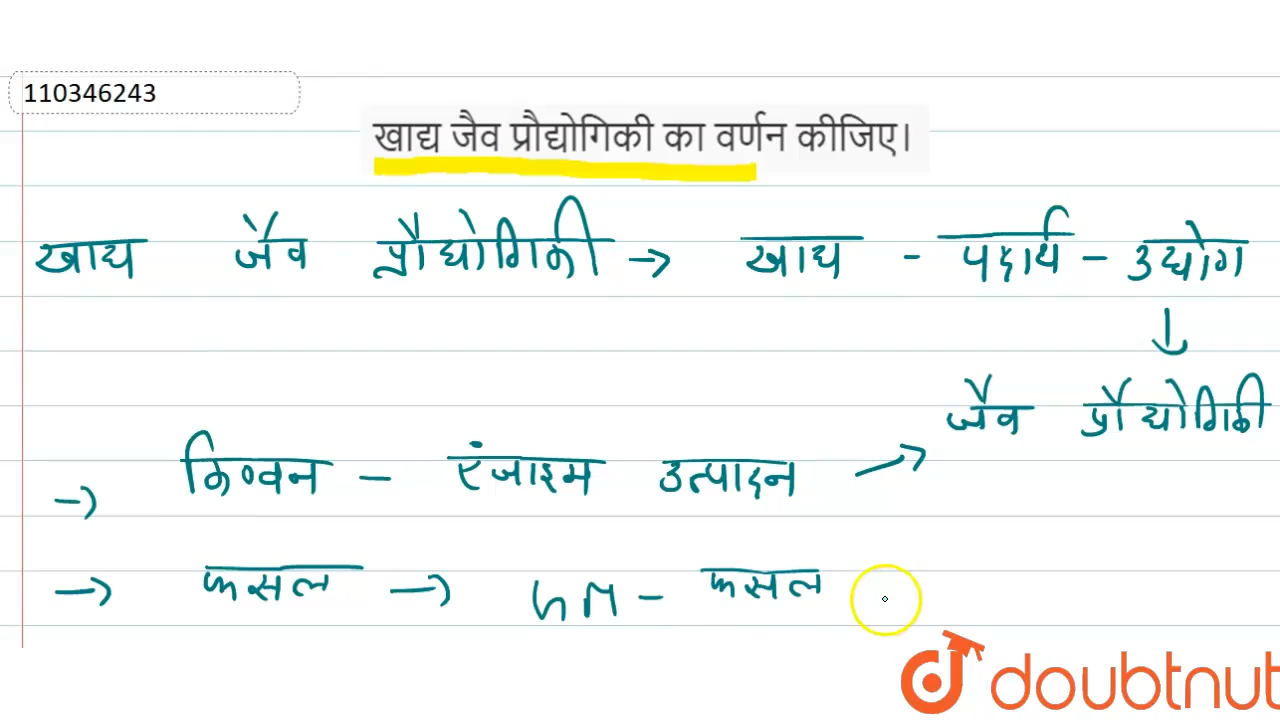 110346243
खाद्य जैव प्रौद्योगिकी का वर्णन कीजिए।
खाद्य जैव प्रौद्योगिकी → खाद्य - पदार्थ - उद्योग
↓
जैव प्रौद्योगिकी
→ किण्वन - एंजाइम उत्पादन →
→ फसल → GM - फसल
doubtnut